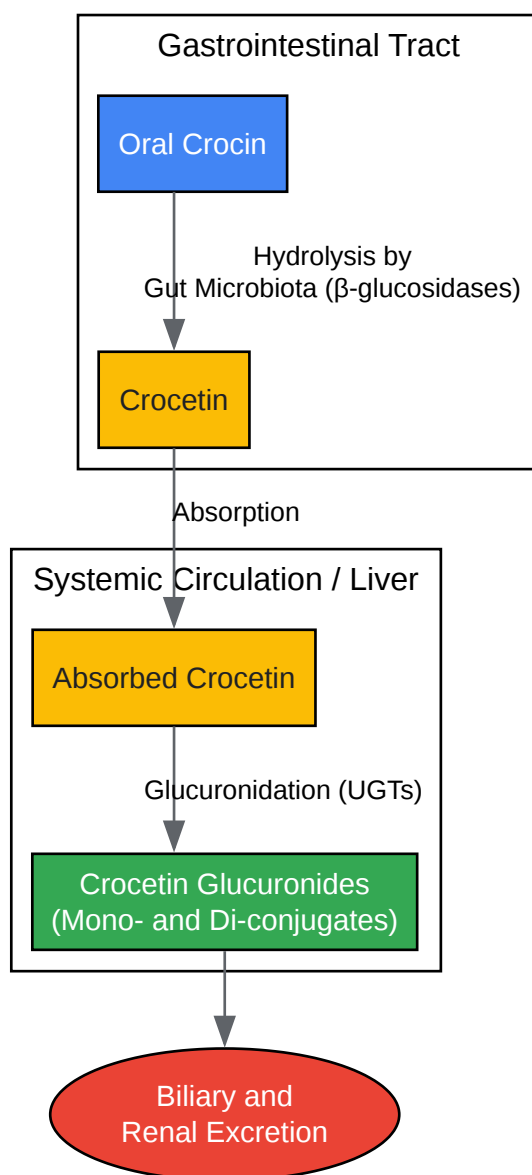 Gastrointestinal Tract
Oral Crocin
Hydrolysis by
Gut Microbiota (β-glucosidases)
Crocetin
Absorption
Systemic Circulation / Liver
Absorbed Crocetin
Glucuronidation (UGTs)
Crocetin Glucuronides
(Mono- and Di-conjugates)
Biliary and
Renal Excretion